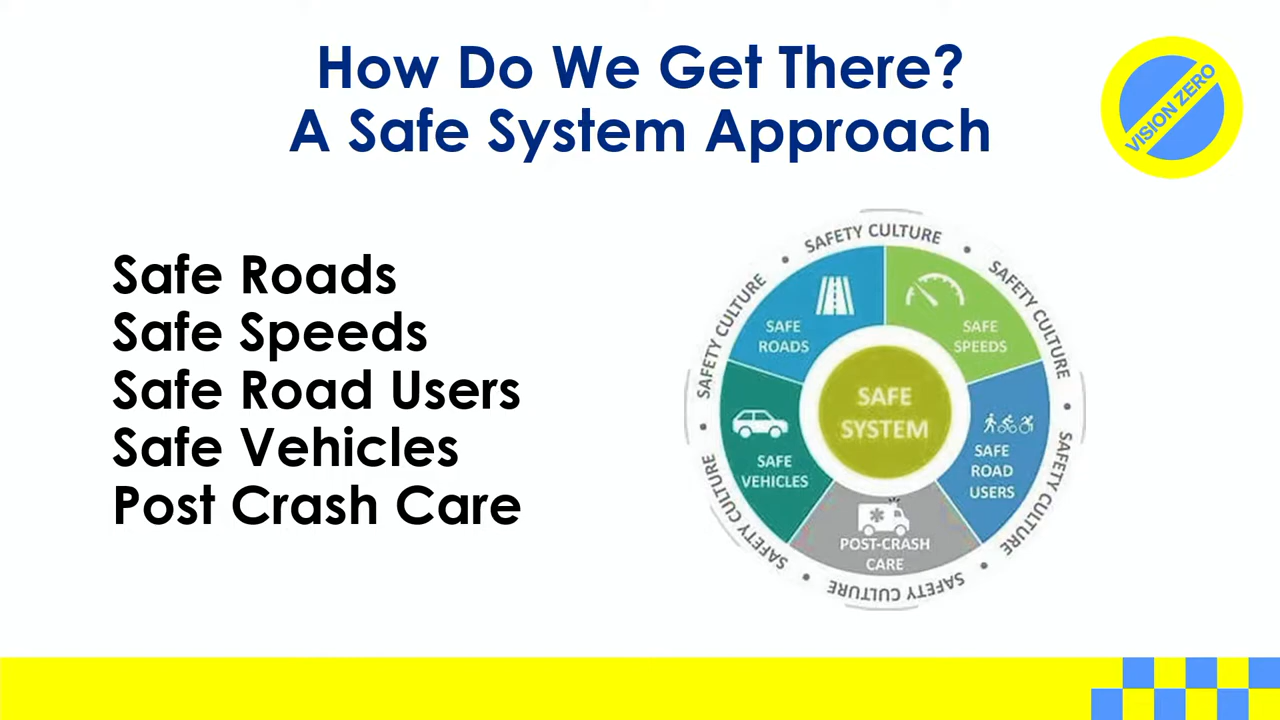 How Do We Get There?
A Safe System Approach
VISION ZERO
Safe Roads
Safe Speeds
Safe Road Users
Safe Vehicles
Post Crash Care
SAFETY CULTURE
SAFETY CULTURE
SAFETY CULTURE
SAFETY CULTURE
SAFETY CULTURE
SAFETY CULTURE
SAFE
ROADS
SAFE
SPEEDS
SAFE
SYSTEM
SAFE
VEHICLES
SAFE
ROAD
USERS
POST-CRASH
CARE